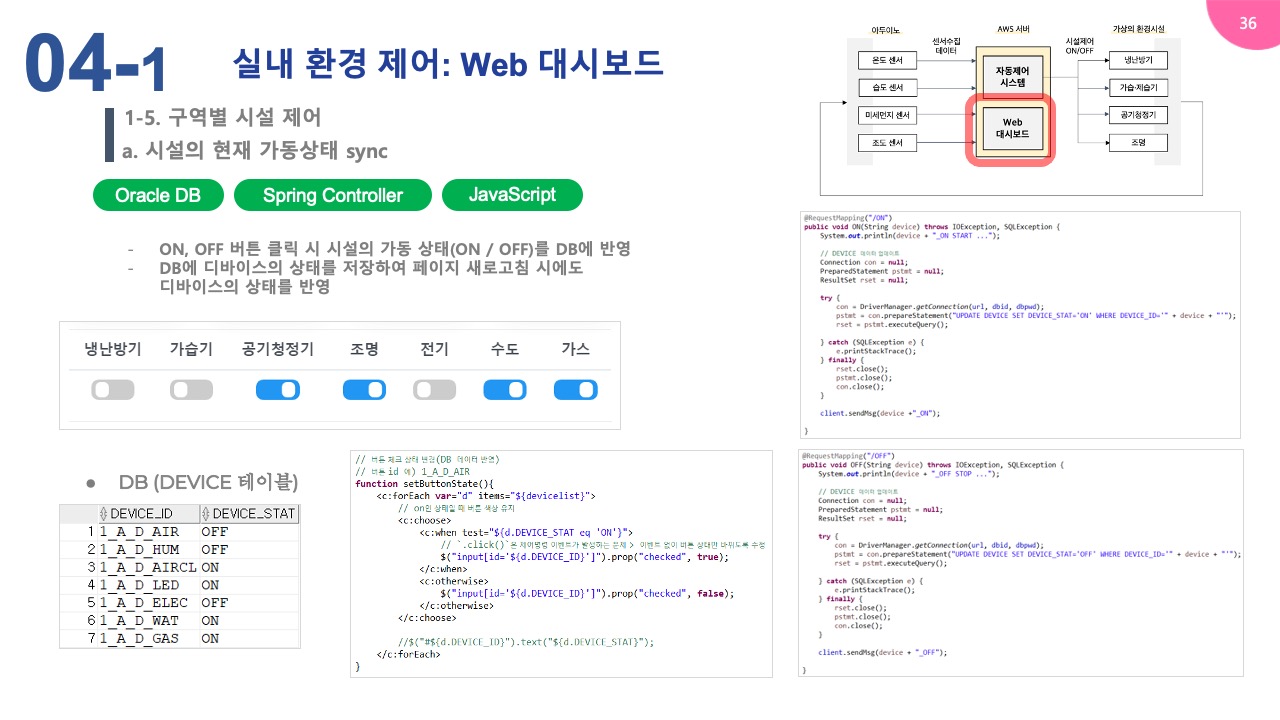 36
04-1
실내 환경 제어: Web 대시보드
1-5. 구역별 시설 제어
a. 시설의 현재 가동상태 sync
Oracle DB
Spring Controller
JavaScript
- ON, OFF 버튼 클릭 시 시설의 가동 상태(ON / OFF)를 DB에 반영
- DB에 디바이스의 상태를 저장하여 페이지 새로고침 시에도
디바이스의 상태를 반영
아두이노
센서수집
데이터
AWS 서버
시설제어
ON/OFF
가상의 환경시설
온도 센서
습도 센서
미세먼지 센서
조도 센서
자동제어
시스템
Web
대시보드
냉난방기
가습·제습기
공기청정기
조명
냉난방기 가습기 공기청정기 조명 전기 수도 가스
● DB (DEVICE 테이블)
DEVICE_ID DEVICE_STAT
1 1_A_D_AIR OFF
2 1_A_D_HUM OFF
3 1_A_D_AIRCL ON
4 1_A_D_LED ON
5 1_A_D_ELEC OFF
6 1_A_D_WAT ON
7 1_A_D_GAS ON
// 버튼 체크 상태 변경(DB 데이터 반영)
// 버튼 id 예) 1_A_D_AIR
function setButtonState(){
<c:forEach var="d" items="${devicelist}">
// on인 상태일 때 버튼 색상 유지
<c:choose>
<c:when test="${d.DEVICE_STAT eq 'ON'}">
// `.click()`은 제어명령 이벤트가 발생하는 문제 > 이벤트 없이 버튼 상태만 바뀌도록 수정
$("input[id='${d.DEVICE_ID}']").prop("checked", true);
</c:when>
<c:otherwise>
$("input[id='${d.DEVICE_ID}']").prop("checked", false);
</c:otherwise>
</c:choose>
//$("#${d.DEVICE_ID}").text("${d.DEVICE_STAT}");
</c:forEach>
}
@RequestMapping("/ON")
public void ON(String device) throws IOException, SQLException {
System.out.println(device + "_ON START ...");
// DEVICE 데이터 업데이트
Connection con = null;
PreparedStatement pstmt = null;
ResultSet rset = null;
try {
con = DriverManager.getConnection(url, dbid, dbpwd);
pstmt = con.prepareStatement("UPDATE DEVICE SET DEVICE_STAT='ON' WHERE DEVICE_ID='" + device + "'");
rset = pstmt.executeQuery();
} catch (SQLException e) {
e.printStackTrace();
} finally {
rset.close();
pstmt.close();
con.close();
}
client.sendMsg(device +"_ON");
}
@RequestMapping("/OFF")
public void OFF(String device) throws IOException, SQLException {
System.out.println(device + "_OFF STOP ...");
// DEVICE 데이터 업데이트
Connection con = null;
PreparedStatement pstmt = null;
ResultSet rset = null;
try {
con = DriverManager.getConnection(url, dbid, dbpwd);
pstmt = con.prepareStatement("UPDATE DEVICE SET DEVICE_STAT='OFF' WHERE DEVICE_ID='" + device + "'");
rset = pstmt.executeQuery();
} catch (SQLException e) {
e.printStackTrace();
} finally {
rset.close();
pstmt.close();
con.close();
}
client.sendMsg(device + "_OFF");
}